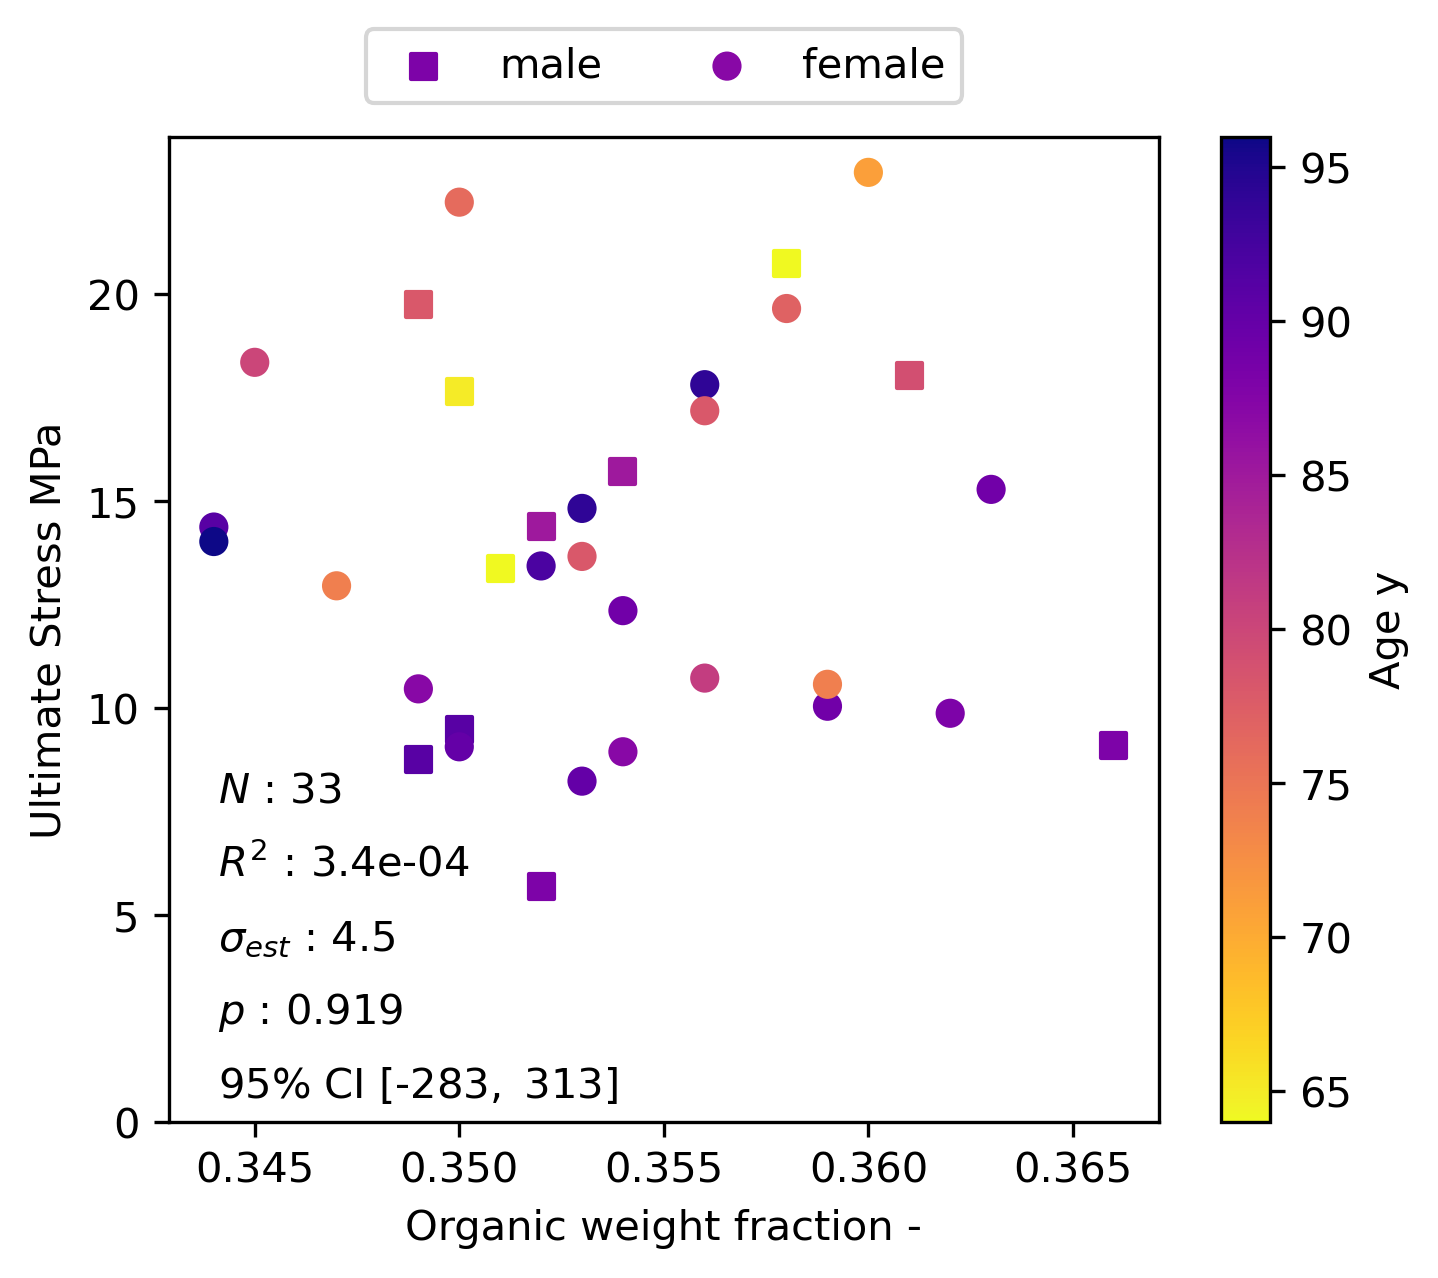 male female
20
15
10
5
0
Ultimate Stress MPa
N : 33
R² : 3.4e-04
σest : 4.5
p : 0.919
95% CI [-283, 313]
0.345 0.350 0.355 0.360 0.365
Organic weight fraction -
95
90
85
80
75
70
65
Age y